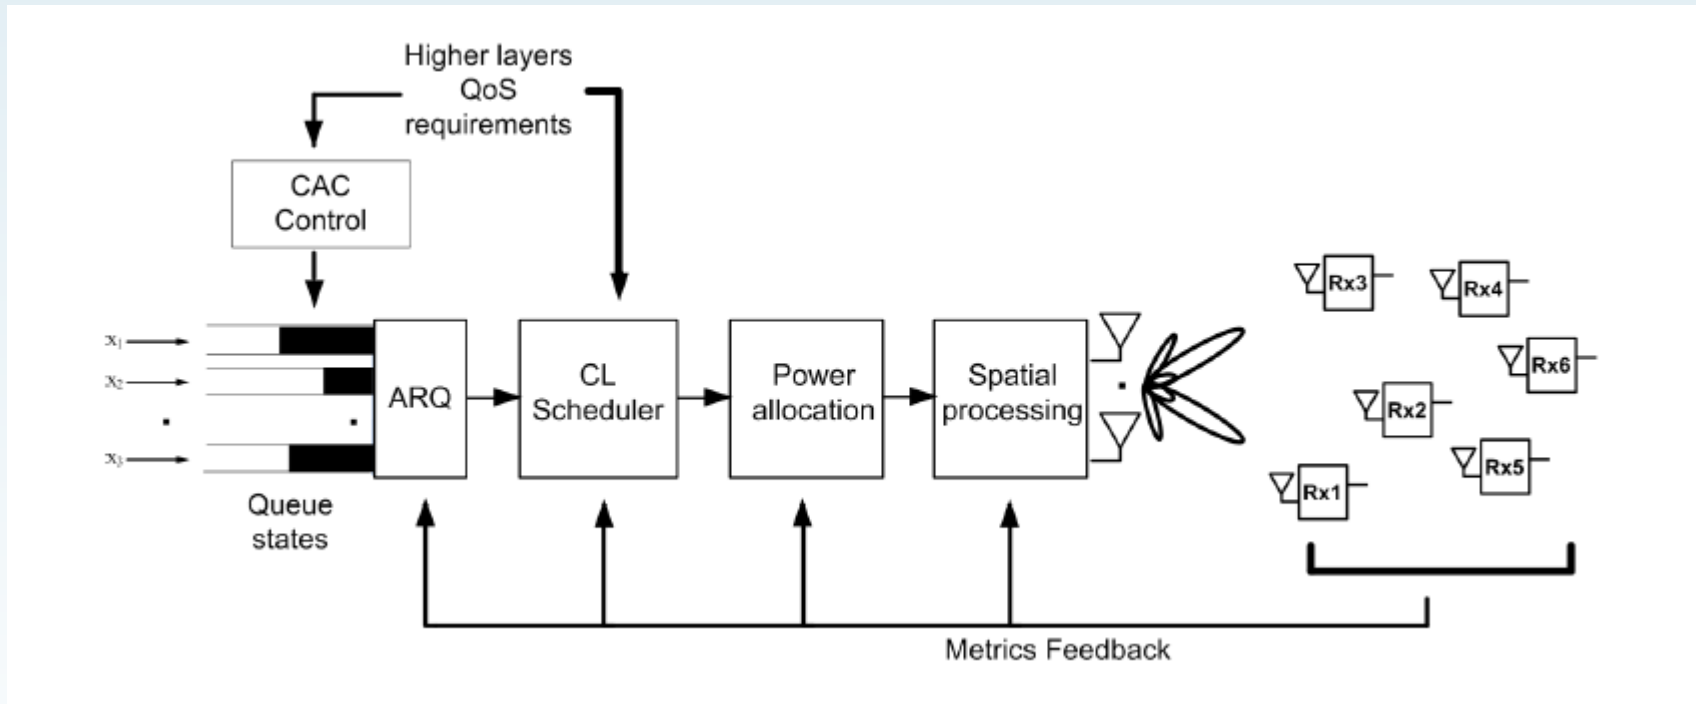 Higher layers
QoS
requirements
CAC
Control
x₁
x₂
x₃
ARQ
CL
Scheduler
Power
allocation
Spatial
processing
Queue
states
Rx3
Rx4
Rx6
Rx2
Rx5
Rx1
Metrics Feedback